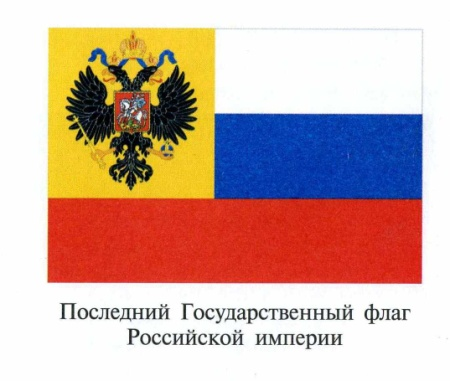 Последний Государственный флаг
Российской империи